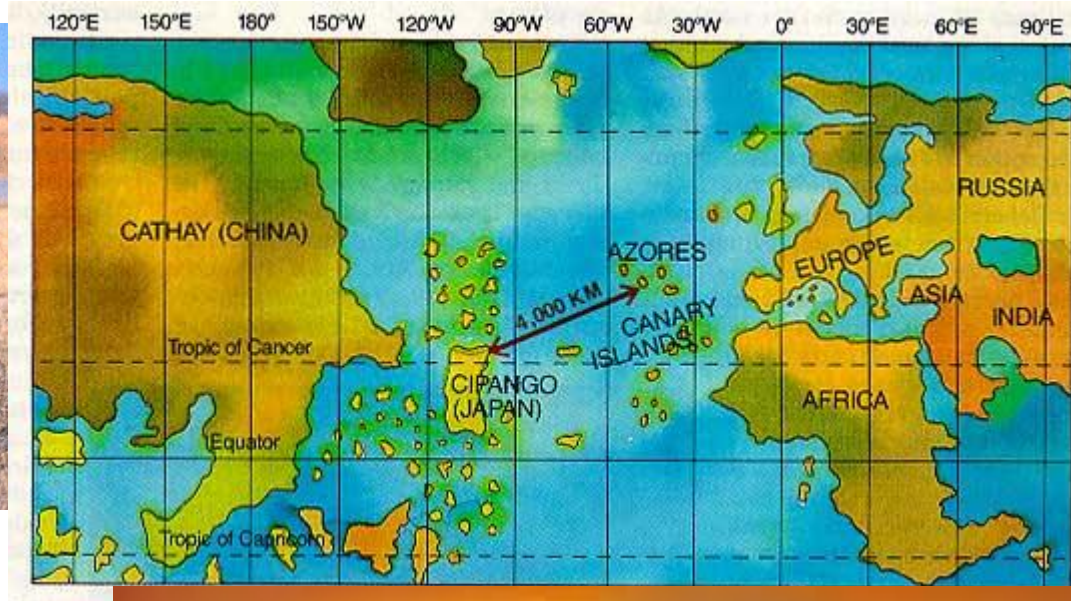 120°E 150°E 180° 150°W 120°W 90°W 60°W 30°W 0° 30°E 60°E 90°E
RUSSIA
CATHAY (CHINA)
AZORES
EUROPE
4,000 KM
ASIA
CANARY
ISLANDS
INDIA
Tropic of Cancer
CIPANGO
(JAPAN)
AFRICA
Equator
Tropic of Capricorn